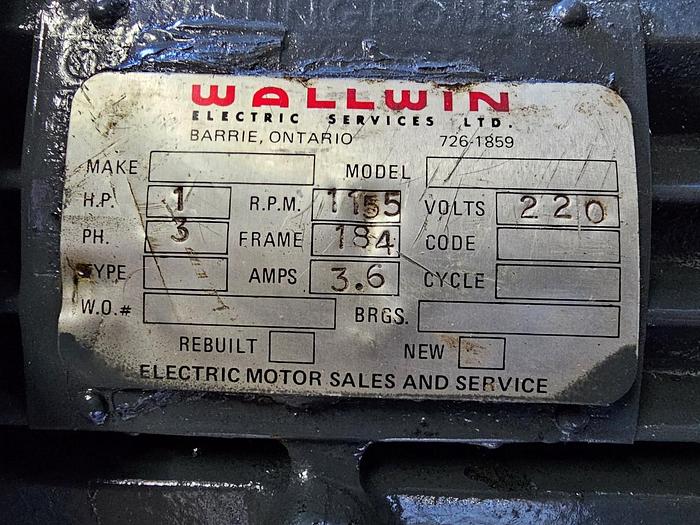 WALLWIN
ELECTRIC SERVICES LTD.
BARRIE, ONTARIO 726-1859
MAKE MODEL
H.P. 1 R.P.M. 1155 VOLTS 220
PH. 3 FRAME 184 CODE
TYPE AMPS 3.6 CYCLE
W.O.# BRGS.
REBUILT NEW
ELECTRIC MOTOR SALES AND SERVICE